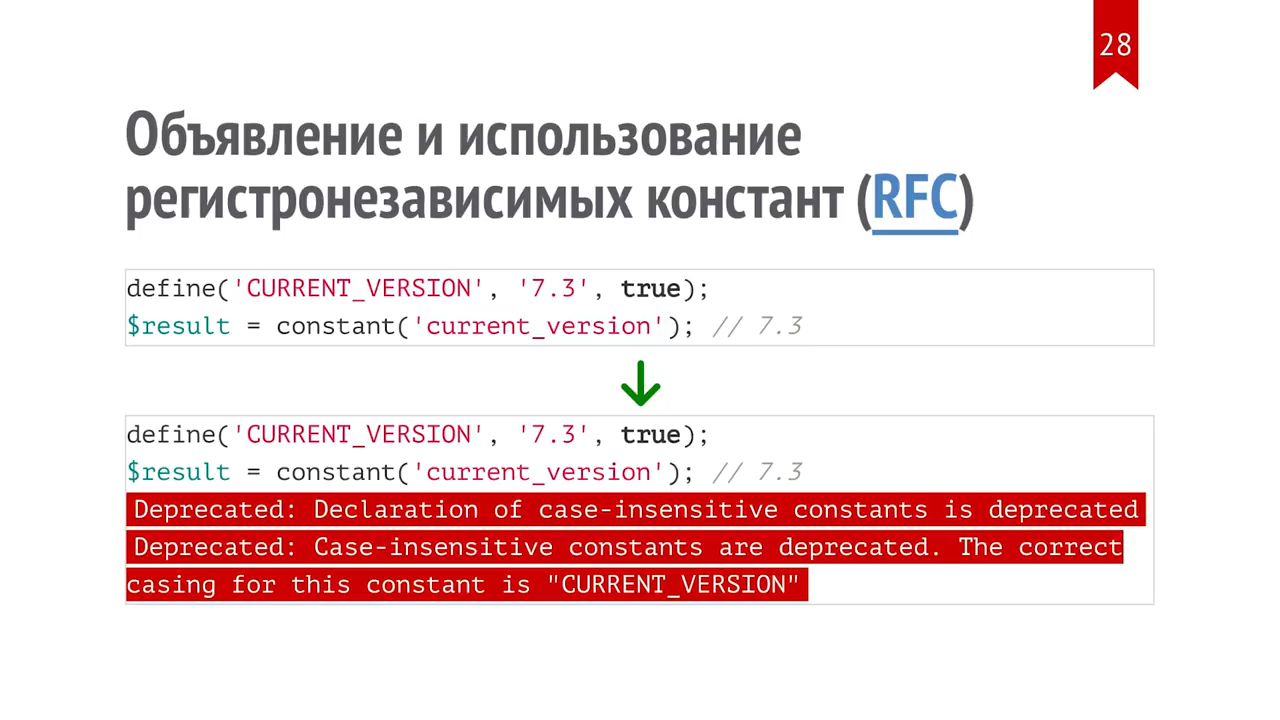 28
Объявление и использование
регистронезависимых констант (RFC)
define('CURRENT_VERSION', '7.3', true);
$result = constant('current_version'); // 7.3
define('CURRENT_VERSION', '7.3', true);
$result = constant('current_version'); // 7.3
Deprecated: Declaration of case-insensitive constants is deprecated
Deprecated: Case-insensitive constants are deprecated. The correct
casing for this constant is "CURRENT_VERSION"